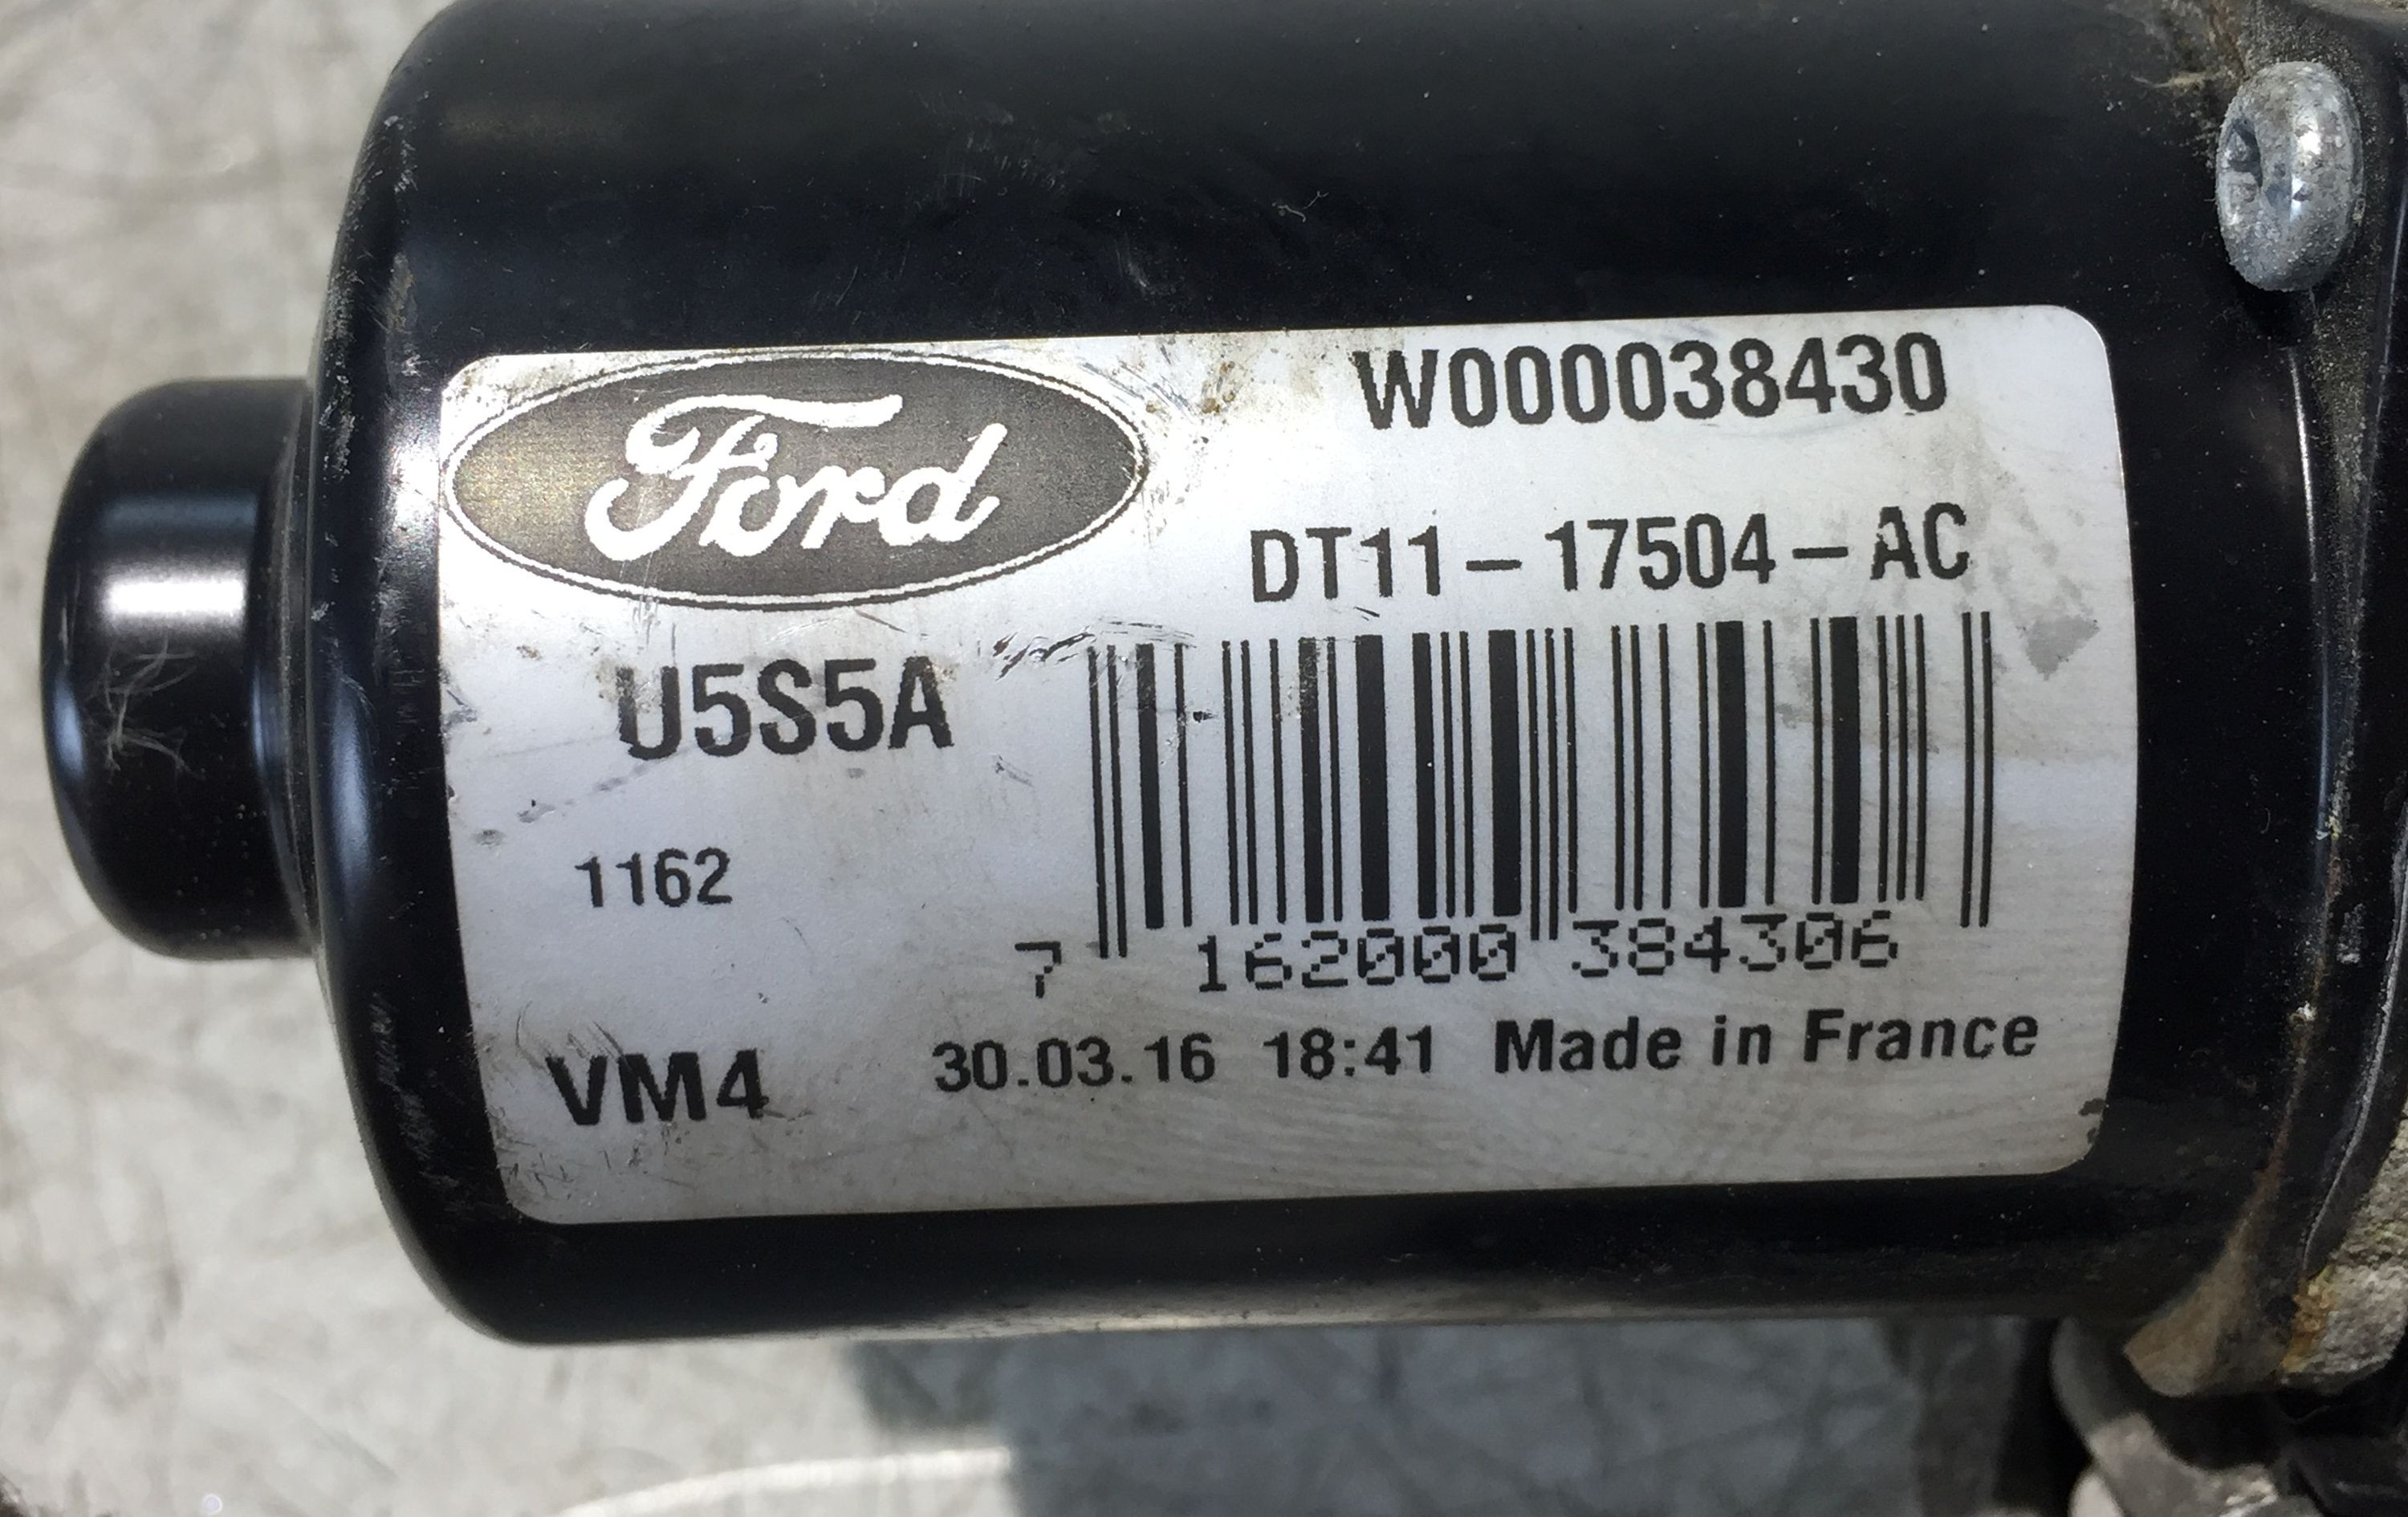 Ford
W000038430
DT11-17504-AC
U5S5A
1162
7 162000 384306
VM4
30.03.16 18:41 Made in France